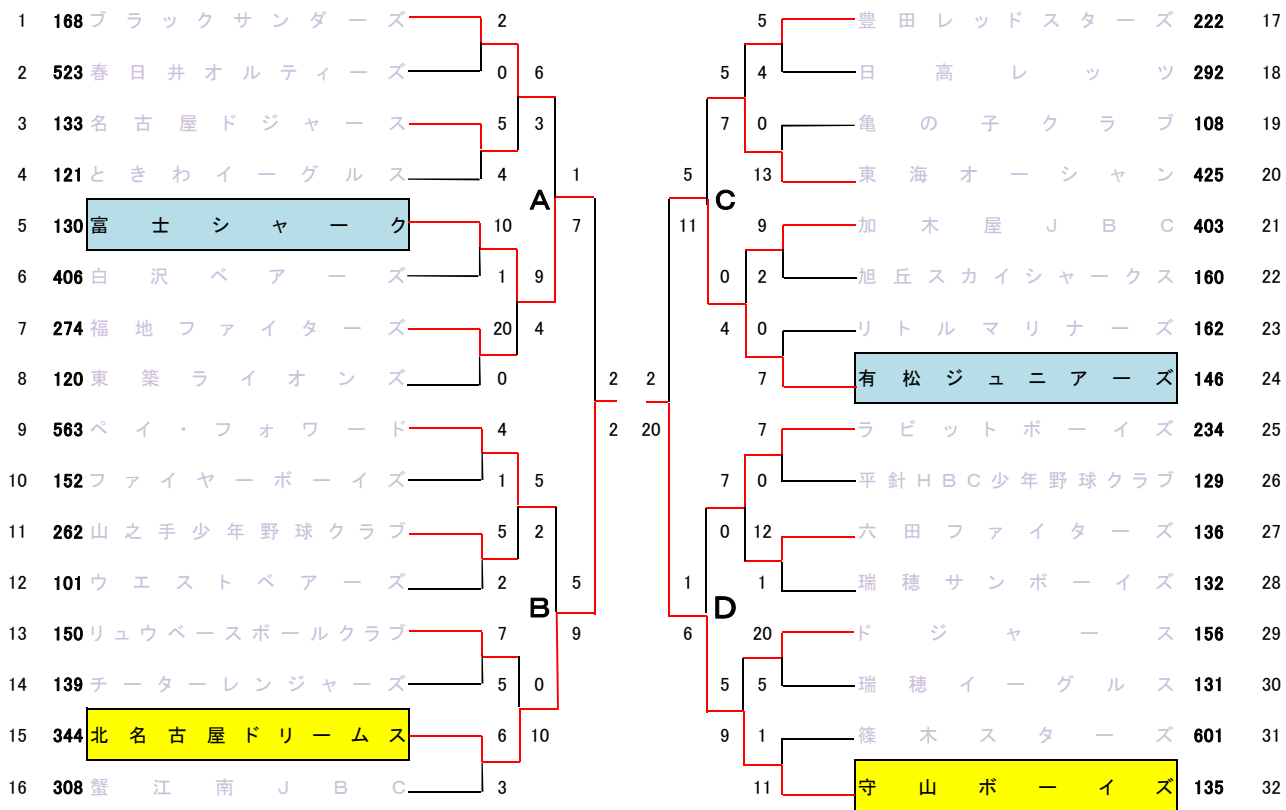 1 168 ブラックサンダーズ 2 5 豊田レッドスターズ 222 17
2 523 春日井オルティーズ 0 6 5 4 日高レッツ 292 18
3 133 名古屋ドジャース 5 3 7 0 亀の子クラブ 108 19
4 121 ときわイーグルス 4 1 5 13 東海オーシャン 425 20
A C
5 130 富士シャーク 10 7 11 9 加木屋JBC 403 21
6 406 白沢ベアーズ 1 9 0 2 旭丘スカイシャークス 160 22
7 274 福地ファイターズ 20 4 4 0 リトルマリナーズ 162 23
8 120 東築ライオンズ 0 2 2 7 有松ジュニアーズ 146 24
9 563 ペイ・フォワード 4 2 20 7 ラビットボーイズ 234 25
10 152 ファイヤーボーイズ 1 5 7 0 平針HBC少年野球クラブ 129 26
11 262 山之手少年野球クラブ 5 2 0 12 六田ファイターズ 136 27
12 101 ウエストベアーズ 2 5 1 1 瑞穂サンボーイズ 132 28
B D
13 150 リュウベースボールクラブ 7 9 6 20 ドジャース 156 29
14 139 チーターレンジャーズ 5 0 5 5 瑞穂イーグルス 131 30
15 344 北名古屋ドリームス 6 10 9 1 篠木スターズ 601 31
16 308 蟹江南JBC 3 11 守山ボーイズ 135 32